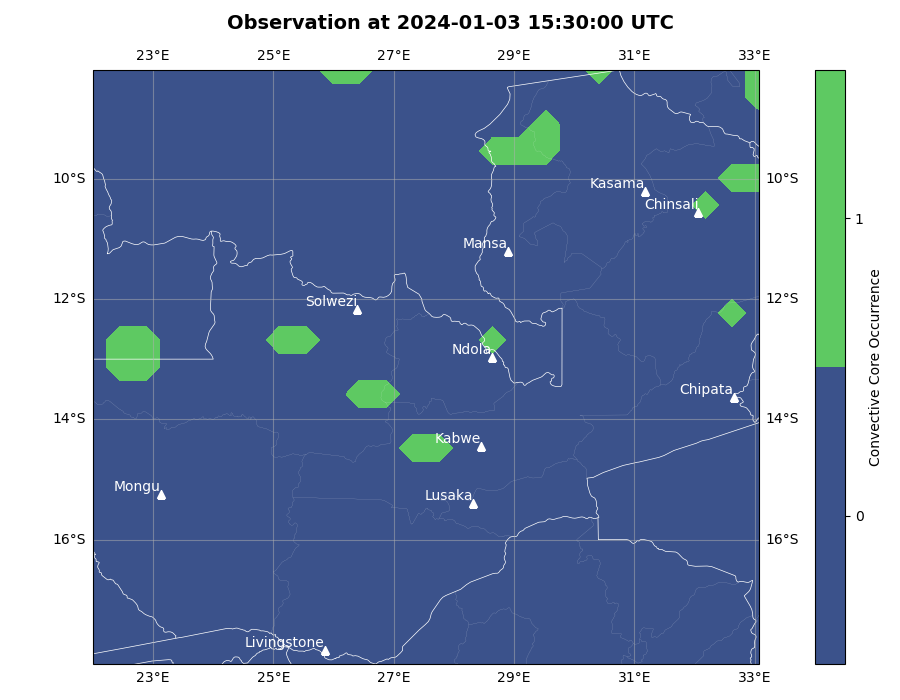 Observation at 2024-01-03 15:30:00 UTC
23°E 25°E 27°E 29°E 31°E 33°E
10°S 10°S
Kasama
Chinsali
Mansa
12°S 12°S
Solwezi
1
Ndola
Chipata
14°S 14°S
Kabwe
Mongu
Lusaka
0
16°S 16°S
Livingstone
23°E 25°E 27°E 29°E 31°E 33°E
Convective Core Occurrence